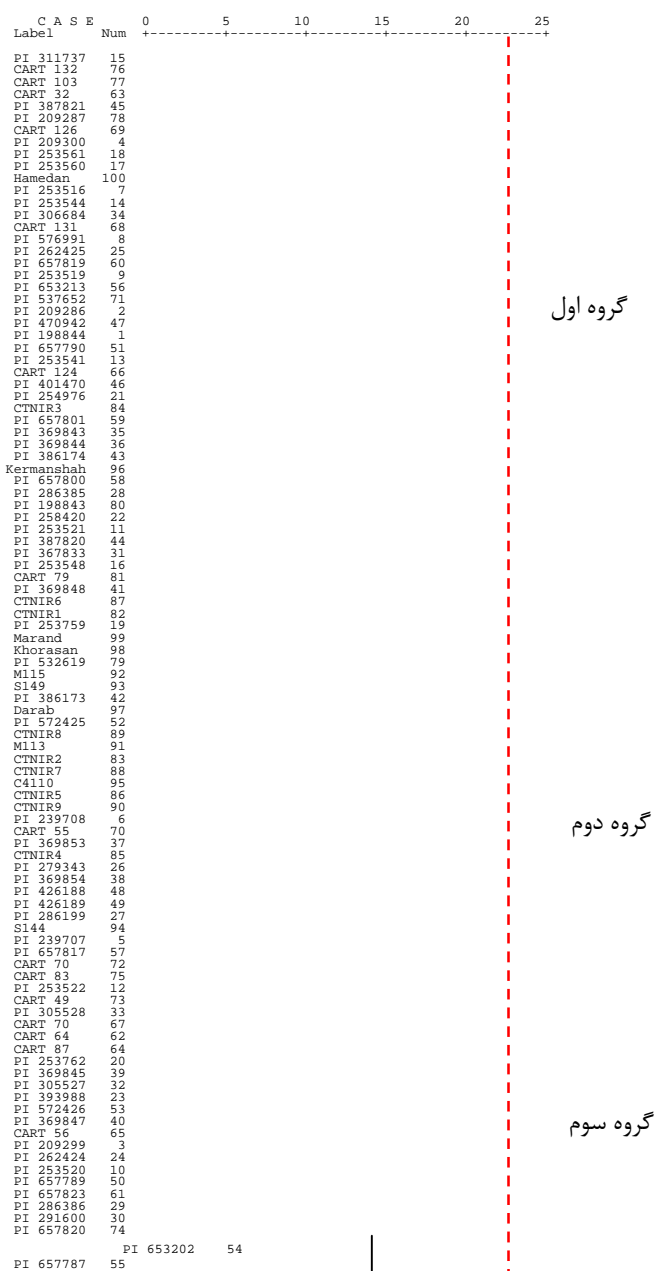 C A S E 0 5 10 15 20 25
Label Num +---------+---------+---------+---------+---------+
PI 311737 15
CART 132 76
CART 103 77
CART 32 63
PI 387821 45
PI 209287 78
CART 126 69
PI 209300 4
PI 253561 18
PI 253560 17
Hamedan 100
PI 253516 7
PI 253544 14
PI 306684 34
CART 131 68
PI 576991 8
PI 262425 25
PI 657819 60
PI 253519 9
PI 653213 56
PI 537652 71
PI 209286 2
گروه اول
PI 470942 47
PI 198844 1
PI 657790 51
PI 253541 13
CART 124 66
PI 401470 46
PI 254976 21
CTNIR3 84
PI 657801 59
PI 369843 35
PI 369844 36
PI 386174 43
Kermanshah 96
PI 657800 58
PI 286385 28
PI 198843 80
PI 258420 22
PI 253521 11
PI 387820 44
PI 367833 31
PI 253548 16
CART 79 81
PI 369848 41
CTNIR6 87
CTNIR1 82
PI 253759 19
Marand 99
Khorasan 98
PI 532619 79
M115 92
S149 93
PI 386173 42
Darab 97
PI 572425 52
CTNIR8 89
M113 91
CTNIR2 83
CTNIR7 88
C4110 95
CTNIR5 86
CTNIR9 90
PI 239708 6
گروه دوم
CART 55 70
PI 369853 37
CTNIR4 85
PI 279343 26
PI 369854 38
PI 426188 48
PI 426189 49
PI 286199 27
S144 94
PI 239707 5
PI 657817 57
CART 70 72
CART 83 75
PI 253522 12
CART 49 73
PI 305528 33
CART 70 67
CART 64 62
CART 87 64
PI 253762 20
PI 369845 39
PI 305527 32
PI 393988 23
PI 572426 53
PI 369847 40
گروه سوم
CART 56 65
PI 209299 3
PI 262424 24
PI 253520 10
PI 657789 50
PI 657823 61
PI 286386 29
PI 291600 30
PI 657820 74
PI 653202 54
PI 657787 55